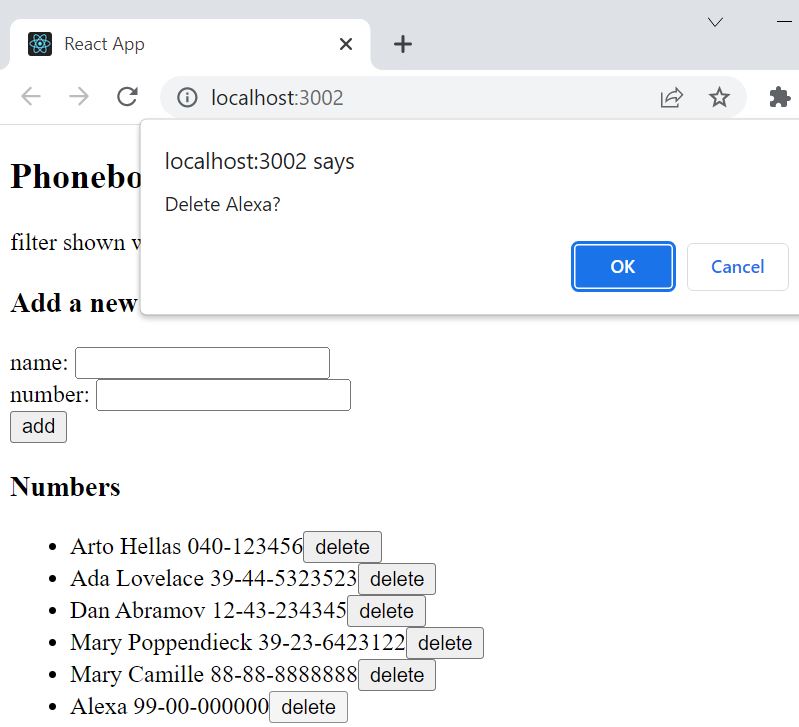 React App
localhost:3002
localhost:3002 says
Delete Alexa?
OK Cancel
filter shown
Add a new
name:
number:
add
Numbers
Arto Hellas 040-123456 delete
Ada Lovelace 39-44-5323523 delete
Dan Abramov 12-43-234345 delete
Mary Poppendieck 39-23-6423122 delete
Mary Camille 88-88-8888888 delete
Alexa 99-00-000000 delete